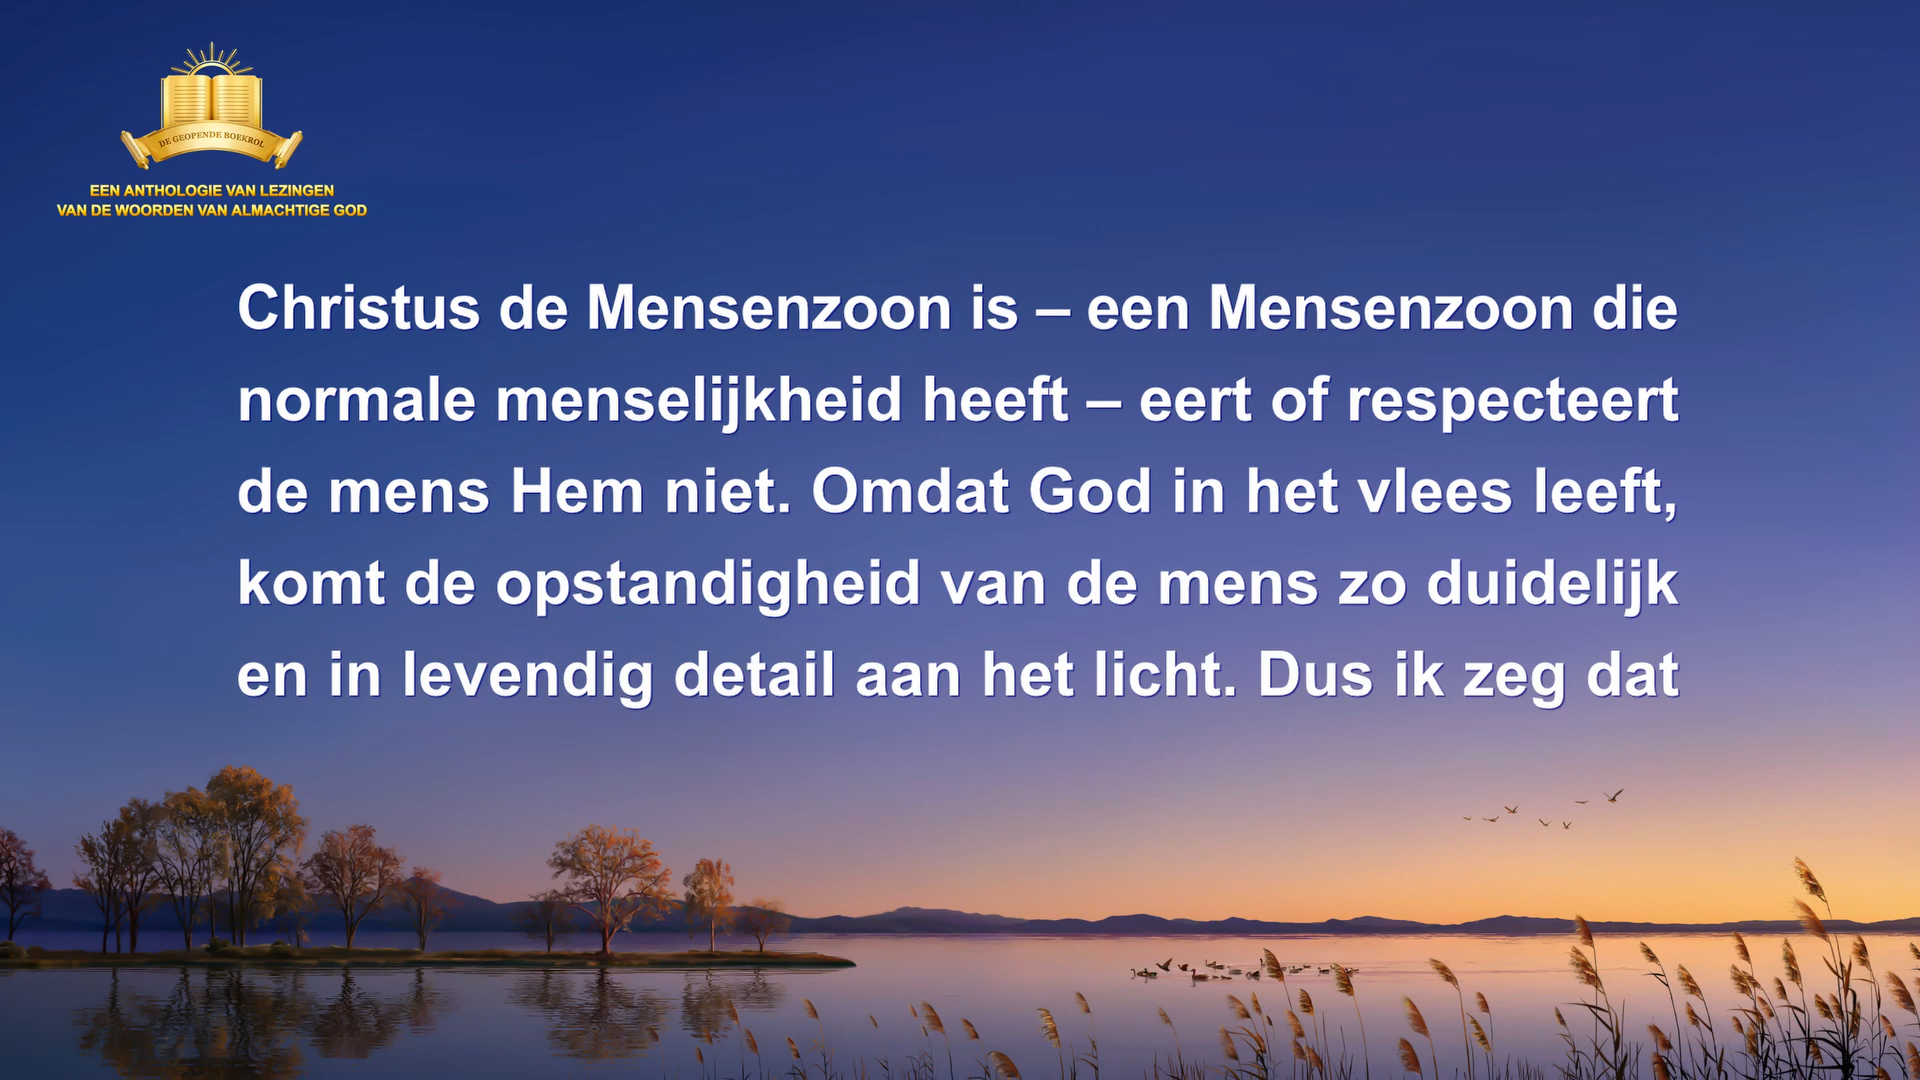 DE GEOPENDE BOEKROL
EEN ANTHOLOGIE VAN LEZINGEN
VAN DE WOORDEN VAN ALMACHTIGE GOD
Christus de Mensenzoon is – een Mensenzoon die
normale menselijkheid heeft – eert of respecteert
de mens Hem niet. Omdat God in het vlees leeft,
komt de opstandigheid van de mens zo duidelijk
en in levendig detail aan het licht. Dus ik zeg dat